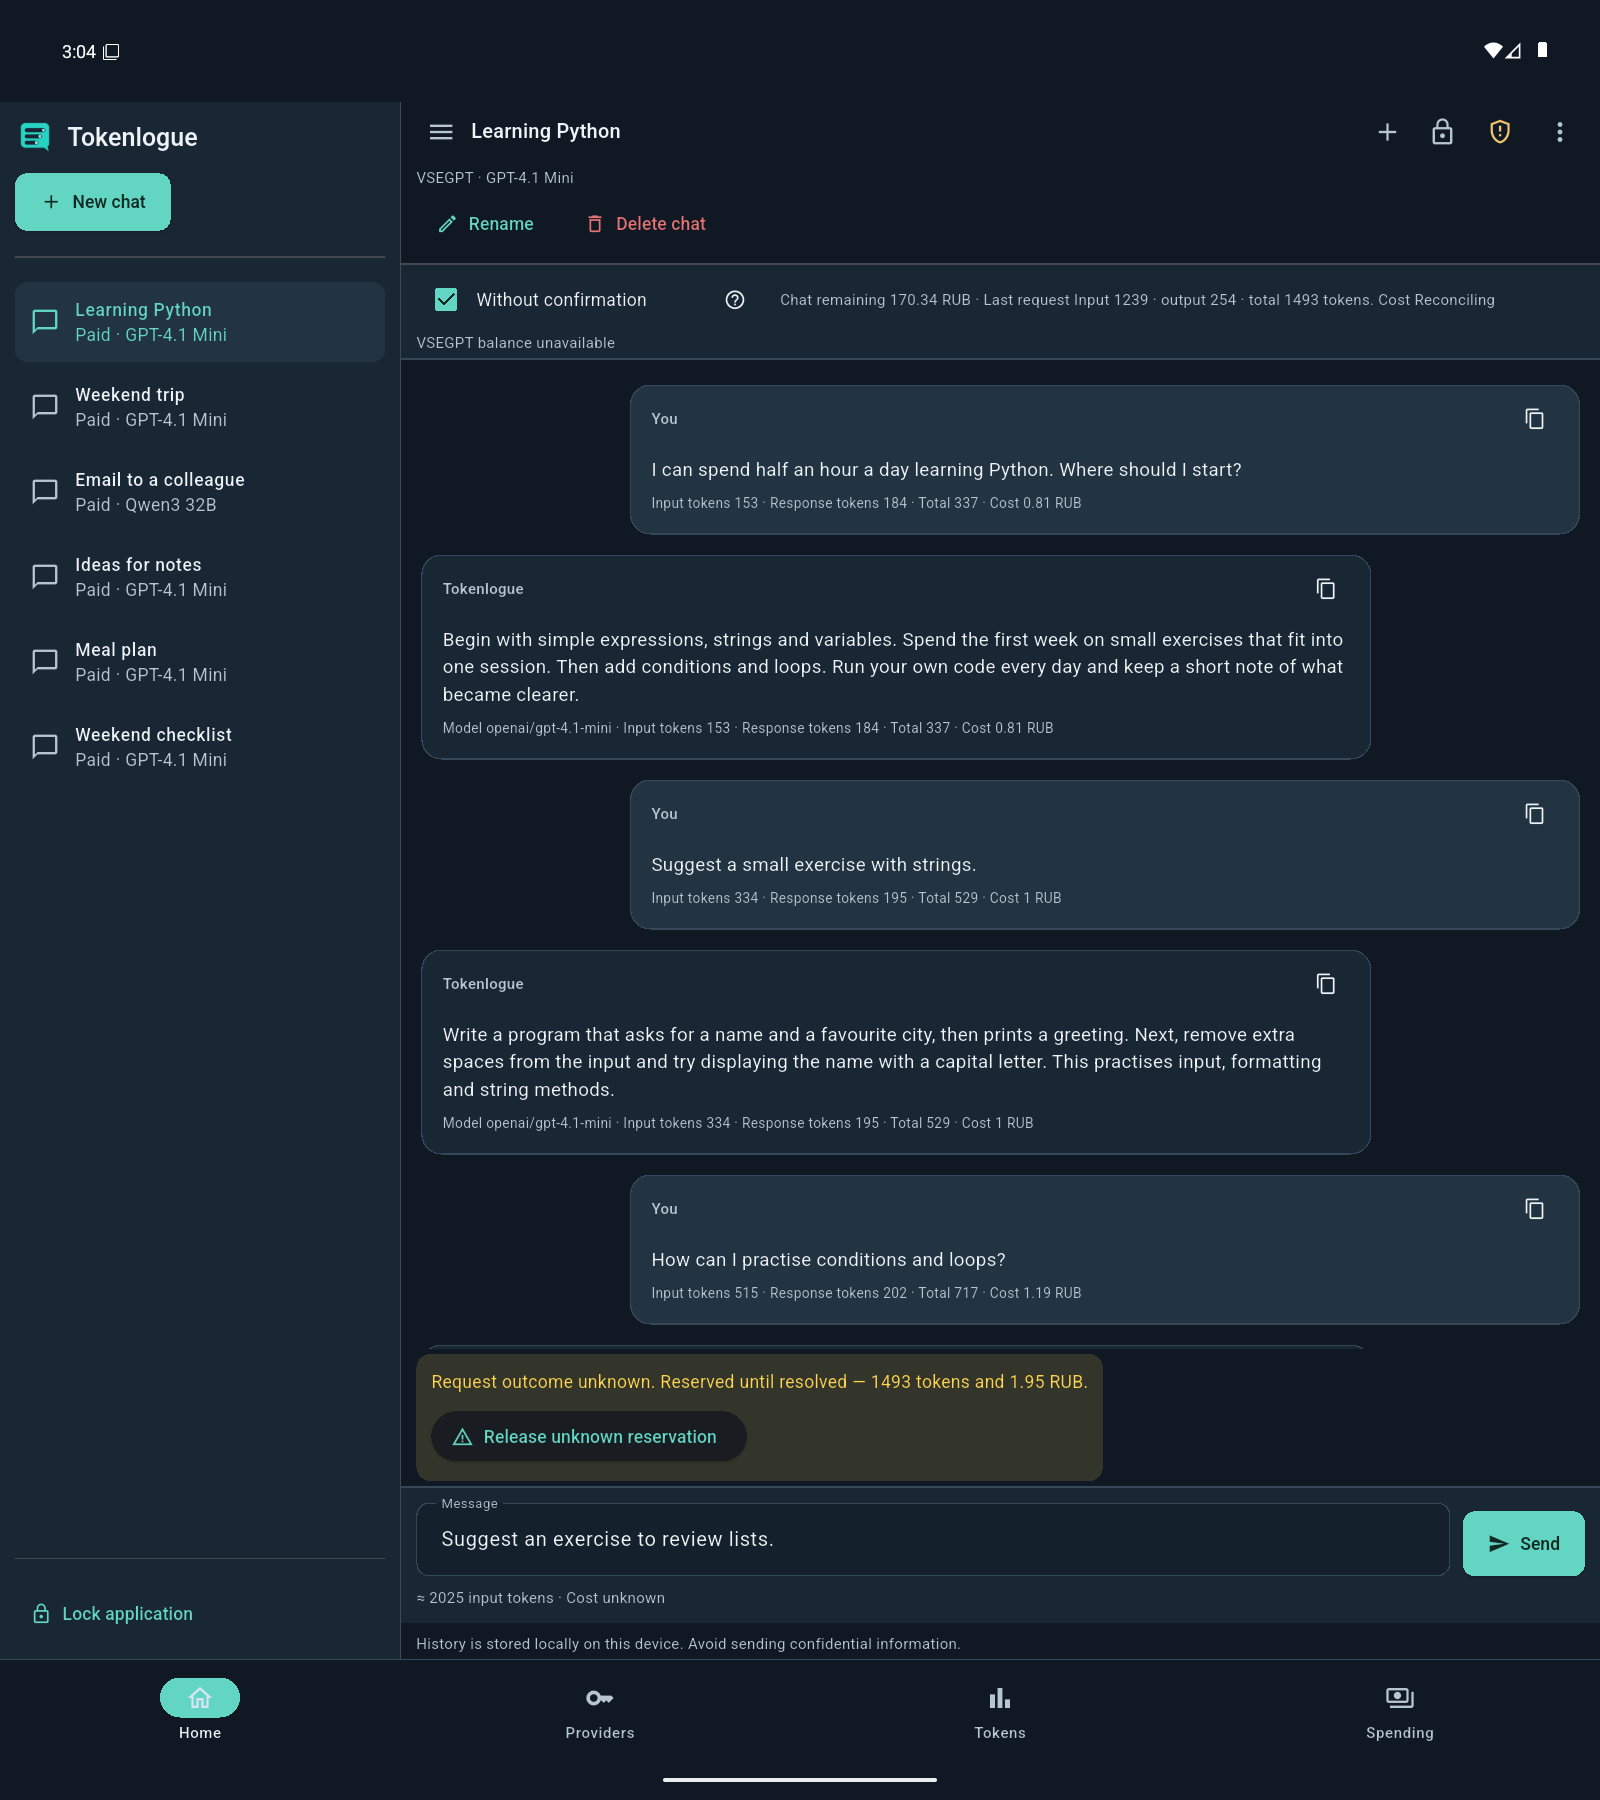 3:04
Tokenlogue
New chat
Learning Python
Paid · GPT-4.1 Mini
Weekend trip
Paid · GPT-4.1 Mini
Email to a colleague
Paid · Qwen3 32B
Ideas for notes
Paid · GPT-4.1 Mini
Meal plan
Paid · GPT-4.1 Mini
Weekend checklist
Paid · GPT-4.1 Mini
Lock application
Learning Python
VSEGPT · GPT-4.1 Mini
Rename
Delete chat
Without confirmation
Chat remaining 170.34 RUB · Last request Input 1239 · output 254 · total 1493 tokens. Cost Reconciling
VSEGPT balance unavailable
You
I can spend half an hour a day learning Python. Where should I start?
Input tokens 153 · Response tokens 184 · Total 337 · Cost 0.81 RUB
Tokenlogue
Begin with simple expressions, strings and variables. Spend the first week on small exercises that fit into
one session. Then add conditions and loops. Run your own code every day and keep a short note of what
became clearer.
Model openai/gpt-4.1-mini · Input tokens 153 · Response tokens 184 · Total 337 · Cost 0.81 RUB
You
Suggest a small exercise with strings.
Input tokens 334 · Response tokens 195 · Total 529 · Cost 1 RUB
Tokenlogue
Write a program that asks for a name and a favourite city, then prints a greeting. Next, remove extra
spaces from the input and try displaying the name with a capital letter. This practises input, formatting
and string methods.
Model openai/gpt-4.1-mini · Input tokens 334 · Response tokens 195 · Total 529 · Cost 1 RUB
You
How can I practise conditions and loops?
Input tokens 515 · Response tokens 202 · Total 717 · Cost 1.19 RUB
Request outcome unknown. Reserved until resolved — 1493 tokens and 1.95 RUB.
Release unknown reservation
Message
Suggest an exercise to review lists.
Send
≈ 2025 input tokens · Cost unknown
History is stored locally on this device. Avoid sending confidential information.
Home
Providers
Tokens
Spending